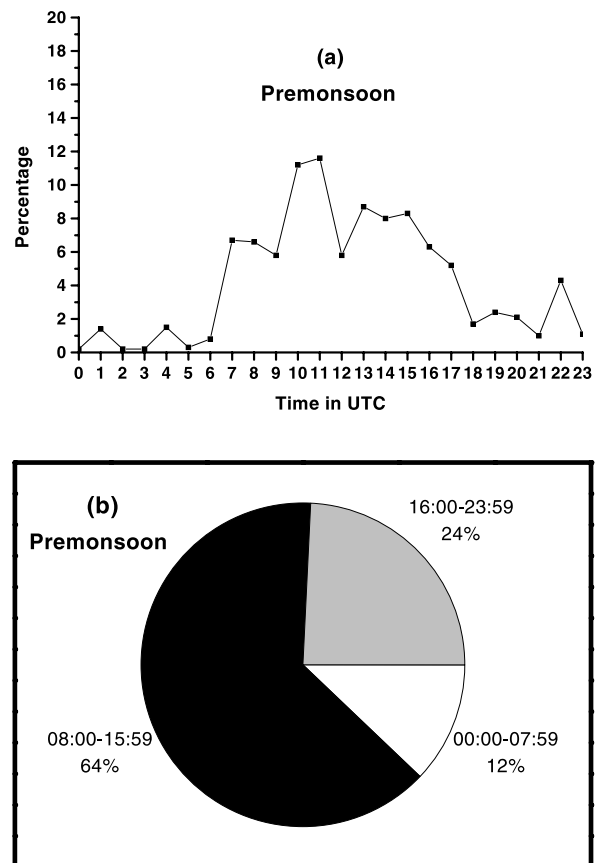 20
18
16
14
12
10
8
6
4
2
0
Percentage
(a)
Premonsoon
0 1 2 3 4 5 6 7 8 9 10 11 12 13 14 15 16 17 18 19 20 21 22 23
Time in UTC
(b)
Premonsoon
16:00-23:59
24%
08:00-15:59
64%
00:00-07:59
12%